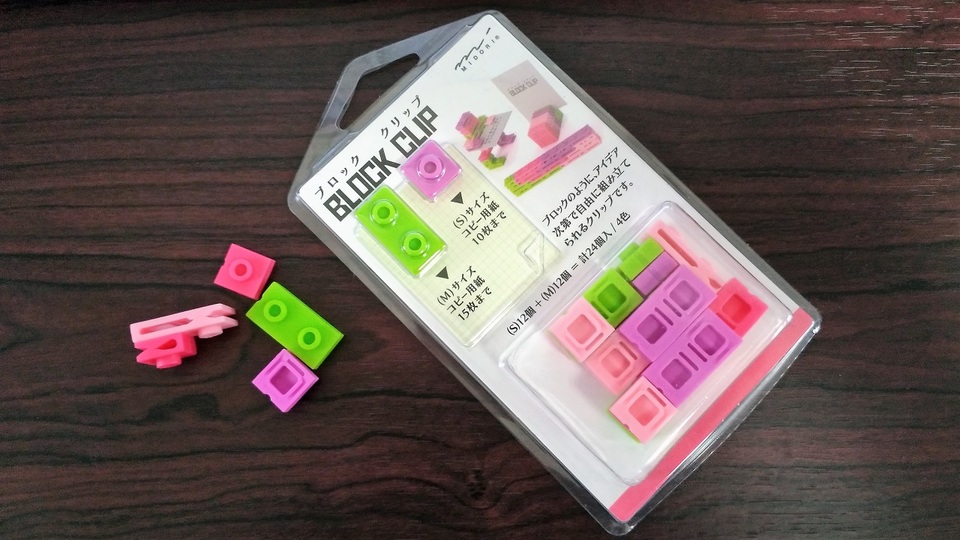 MIDORI
ブロック クリップ
BLOCK CLIP
BLOCK CLIP
ブロックのように、アイデア
次第で自由に組み立て
られるクリップです。
(S)サイズ
コピー用紙
10枚まで
(M)サイズ
コピー用紙
15枚まで
(S)12個 + (M)12個 = 計24個入 / 4色